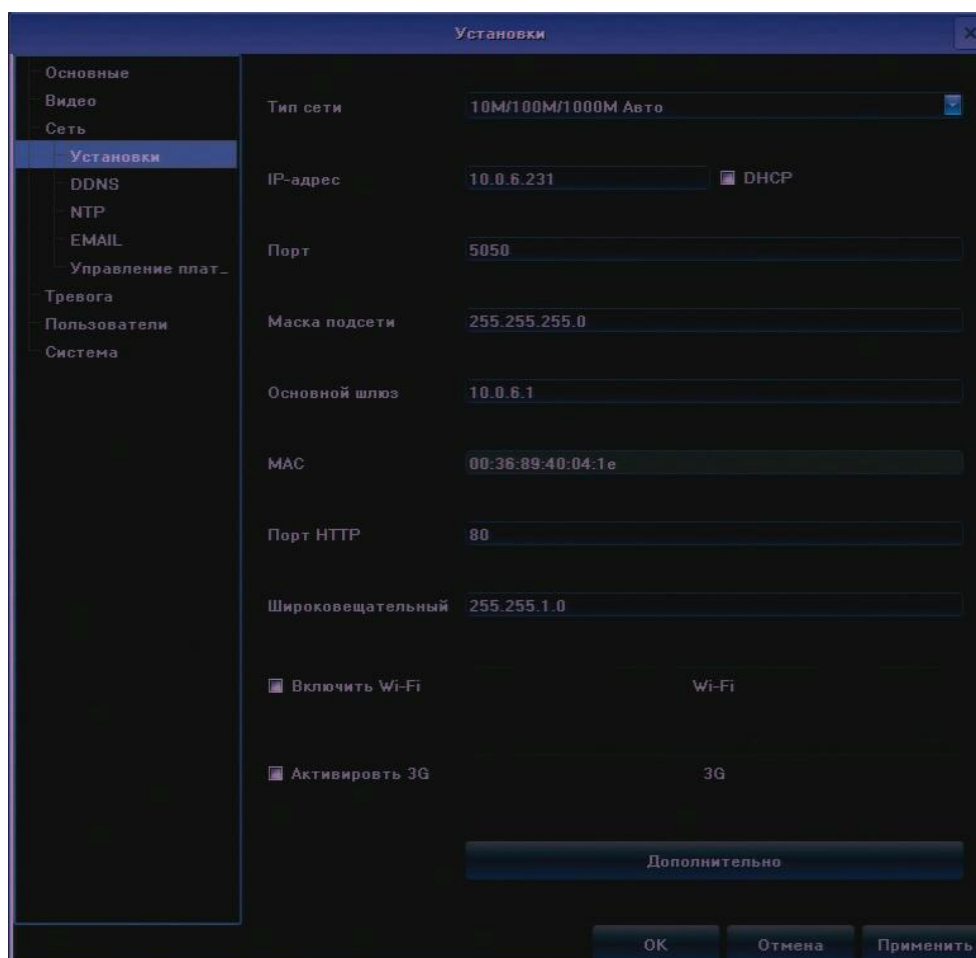 Установки
Основные
Видео
Сеть
Установки
DDNS
NTP
EMAIL
Управление плат_
Тревога
Пользователи
Система
Тип сети 10M/100M/1000M Авто
IP-адрес 10.0.6.231 DHCP
Порт 5050
Маска подсети 255.255.255.0
Основной шлюз 10.0.6.1
MAC 00:36:89:40:04:1e
Порт HTTP 80
Широковещательный 255.255.1.0
Включить Wi-Fi Wi-Fi
Активировть 3G 3G
Дополнительно
OK Отмена Применить